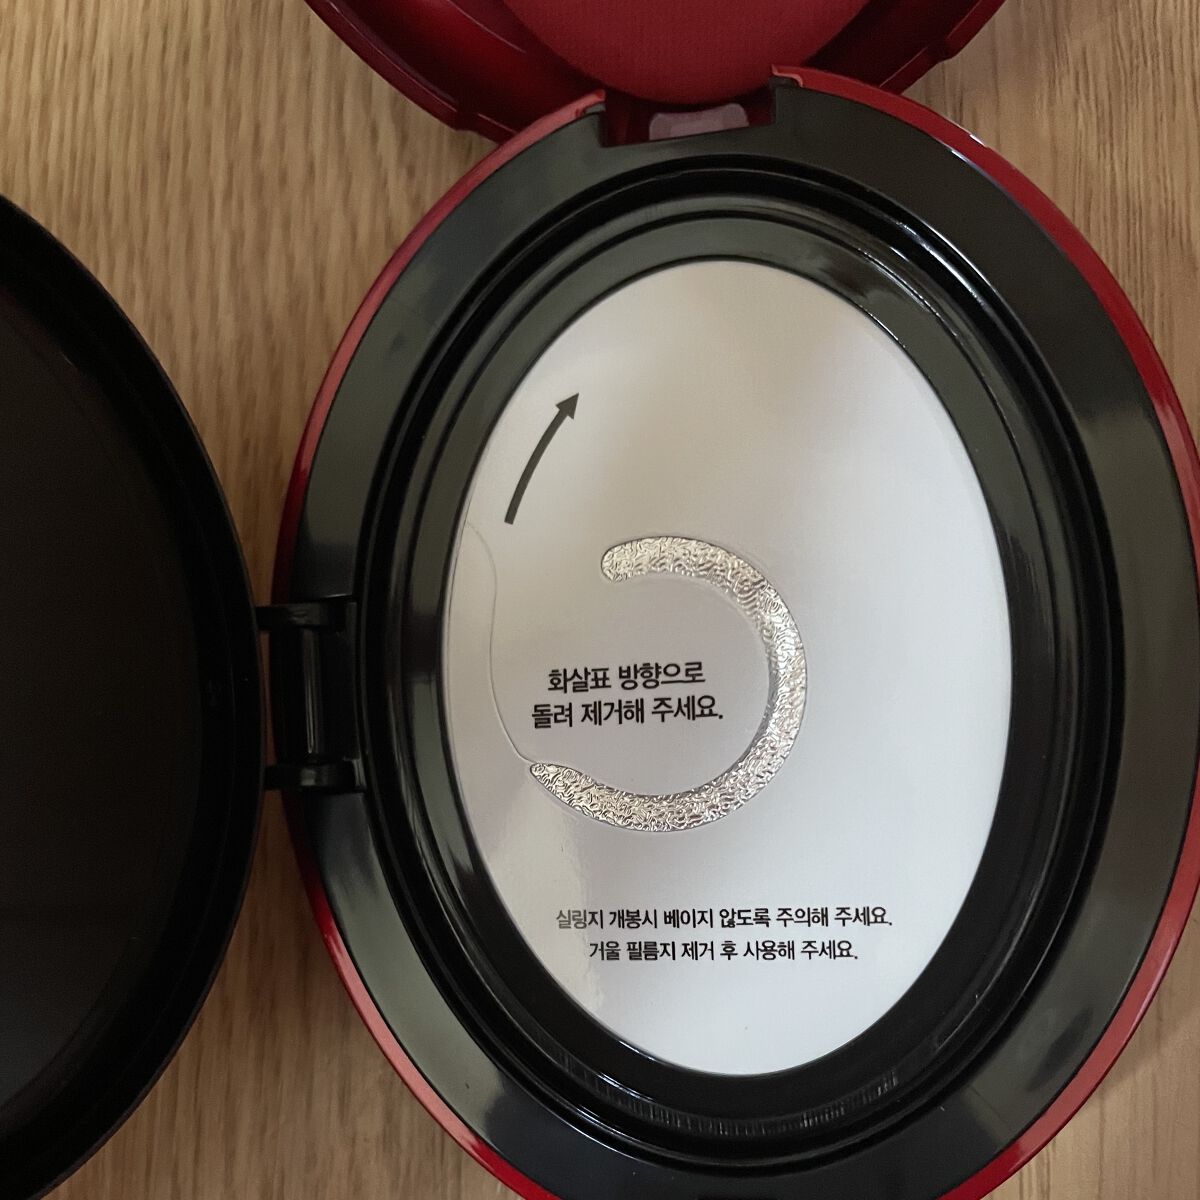 화살표 방향으로
돌려 제거해 주세요.
실링지 개봉시 베이지 않도록 주의해 주세요.
거울 필름지 제거 후 사용해 주세요.